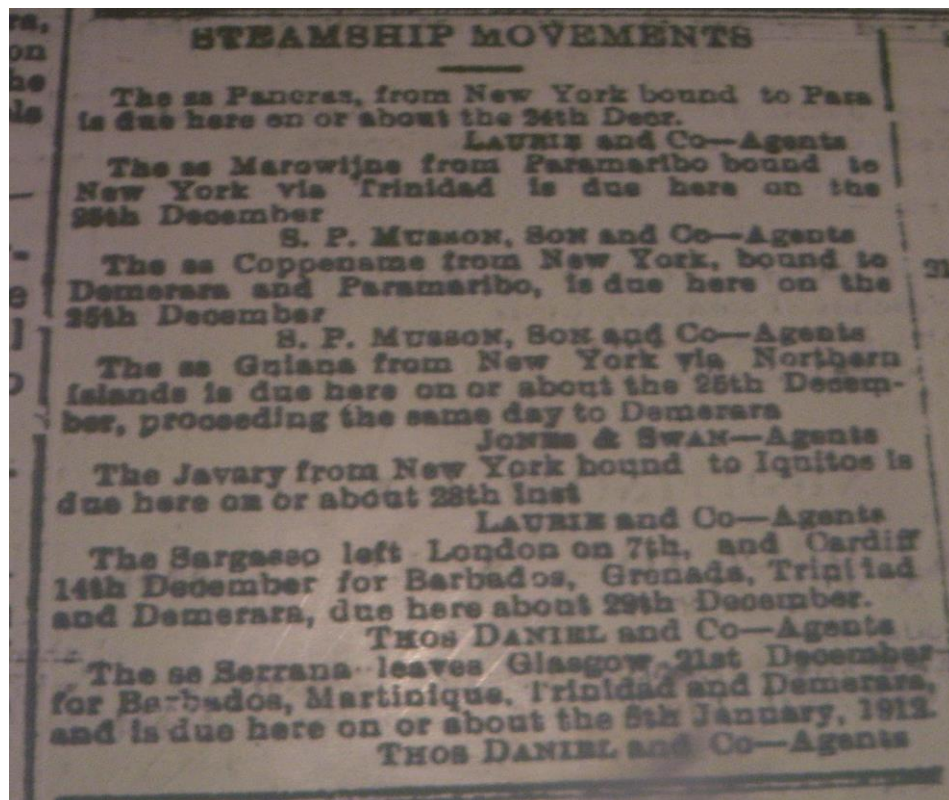 STEAMSHIP MOVEMENTS
The ss Pancras, from New York bound to Para
is due here on or about the 24th Decr.
LAURIE and Co—Agents
The ss Marowijne from Paramaribo bound to
New York via Trinidad is due here on the
25th December
S. P. MUSSON, SON and Co—Agents
The ss Coppename from New York, bound to
Demerara and Paramaribo, is due here on the
25th December
S. P. MUSSON, SON and Co—Agents
The ss Guiana from New York via Northern
Islands is due here on or about the 25th Decem-
ber, proceeding the same day to Demerara
JONES & SWAN—Agents
The Javary from New York bound to Iquitos is
due here on or about 28th Inst
LAURIE and Co—Agents
The Sargasso left London on 7th, and Cardiff
14th December for Barbados, Grenada, Trinidad
and Demerara, due here about 29th December.
THOS DANIEL and Co—Agents
The ss Serrana leaves Glasgow 21st December
for Barbados, Martinique, Trinidad and Demerara,
and is due here on or about the 5th January, 1912.
THOS DANIEL and Co—Agents